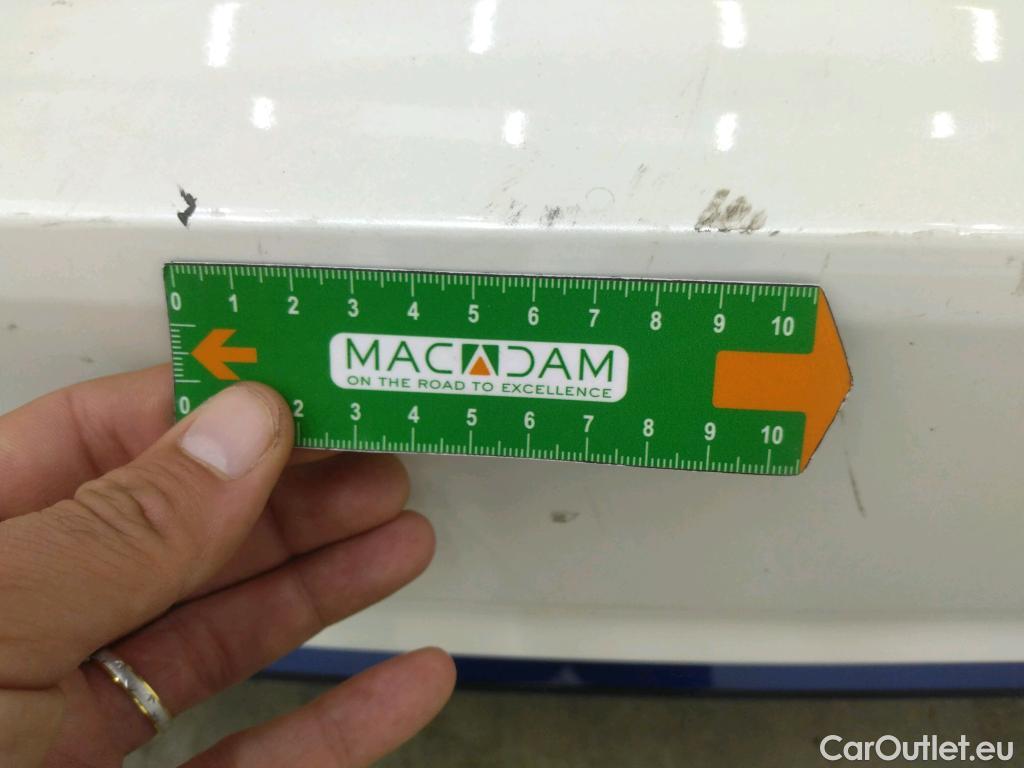 0 1 2 3 4 5 6 7 8 9 10
MACADAM
ON THE ROAD TO EXCELLENCE
0 2 3 4 5 6 7 8 9 10
CarOutlet.eu